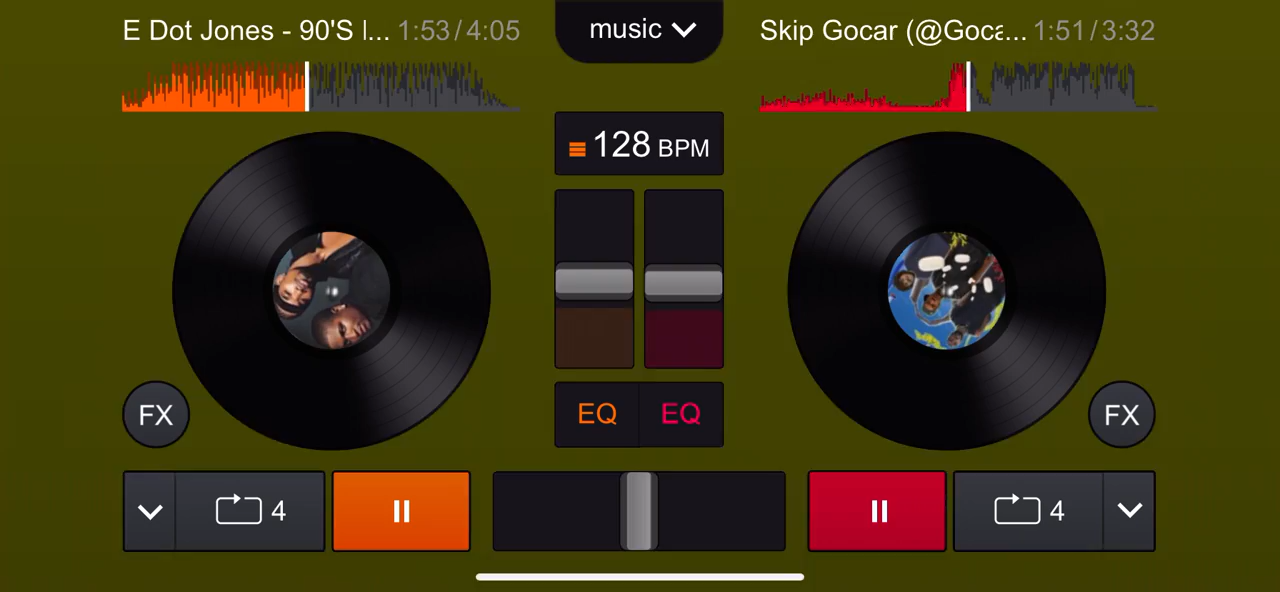 E Dot Jones - 90'S I... 1:53/4:05
music
Skip Gocar (@Goca... 1:51/3:32
128 BPM
FX
EQ EQ
FX
4
4